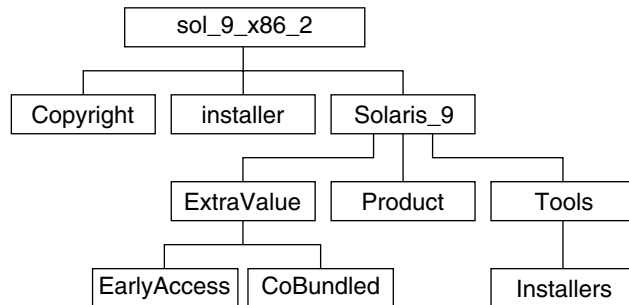 sol_9_x86_2
Copyright
installer
Solaris_9
ExtraValue
Product
Tools
EarlyAccess
CoBundled
Installers